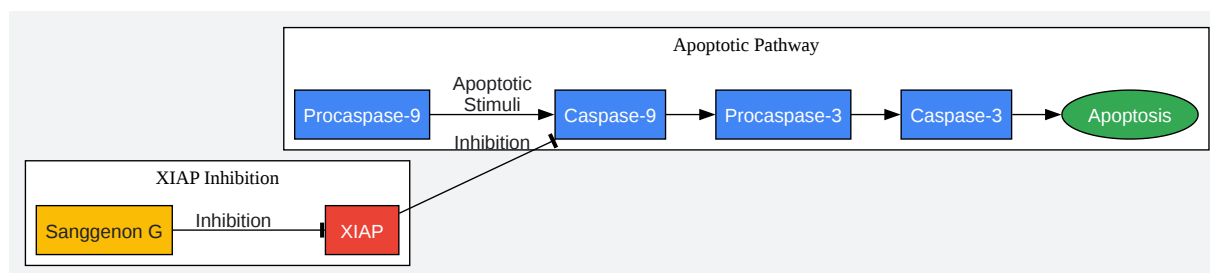 Apoptotic Pathway
Procaspase-9
Apoptotic
Stimuli
Caspase-9
Procaspase-3
Caspase-3
Apoptosis
Inhibition
XIAP Inhibition
Sanggenon G
Inhibition
XIAP